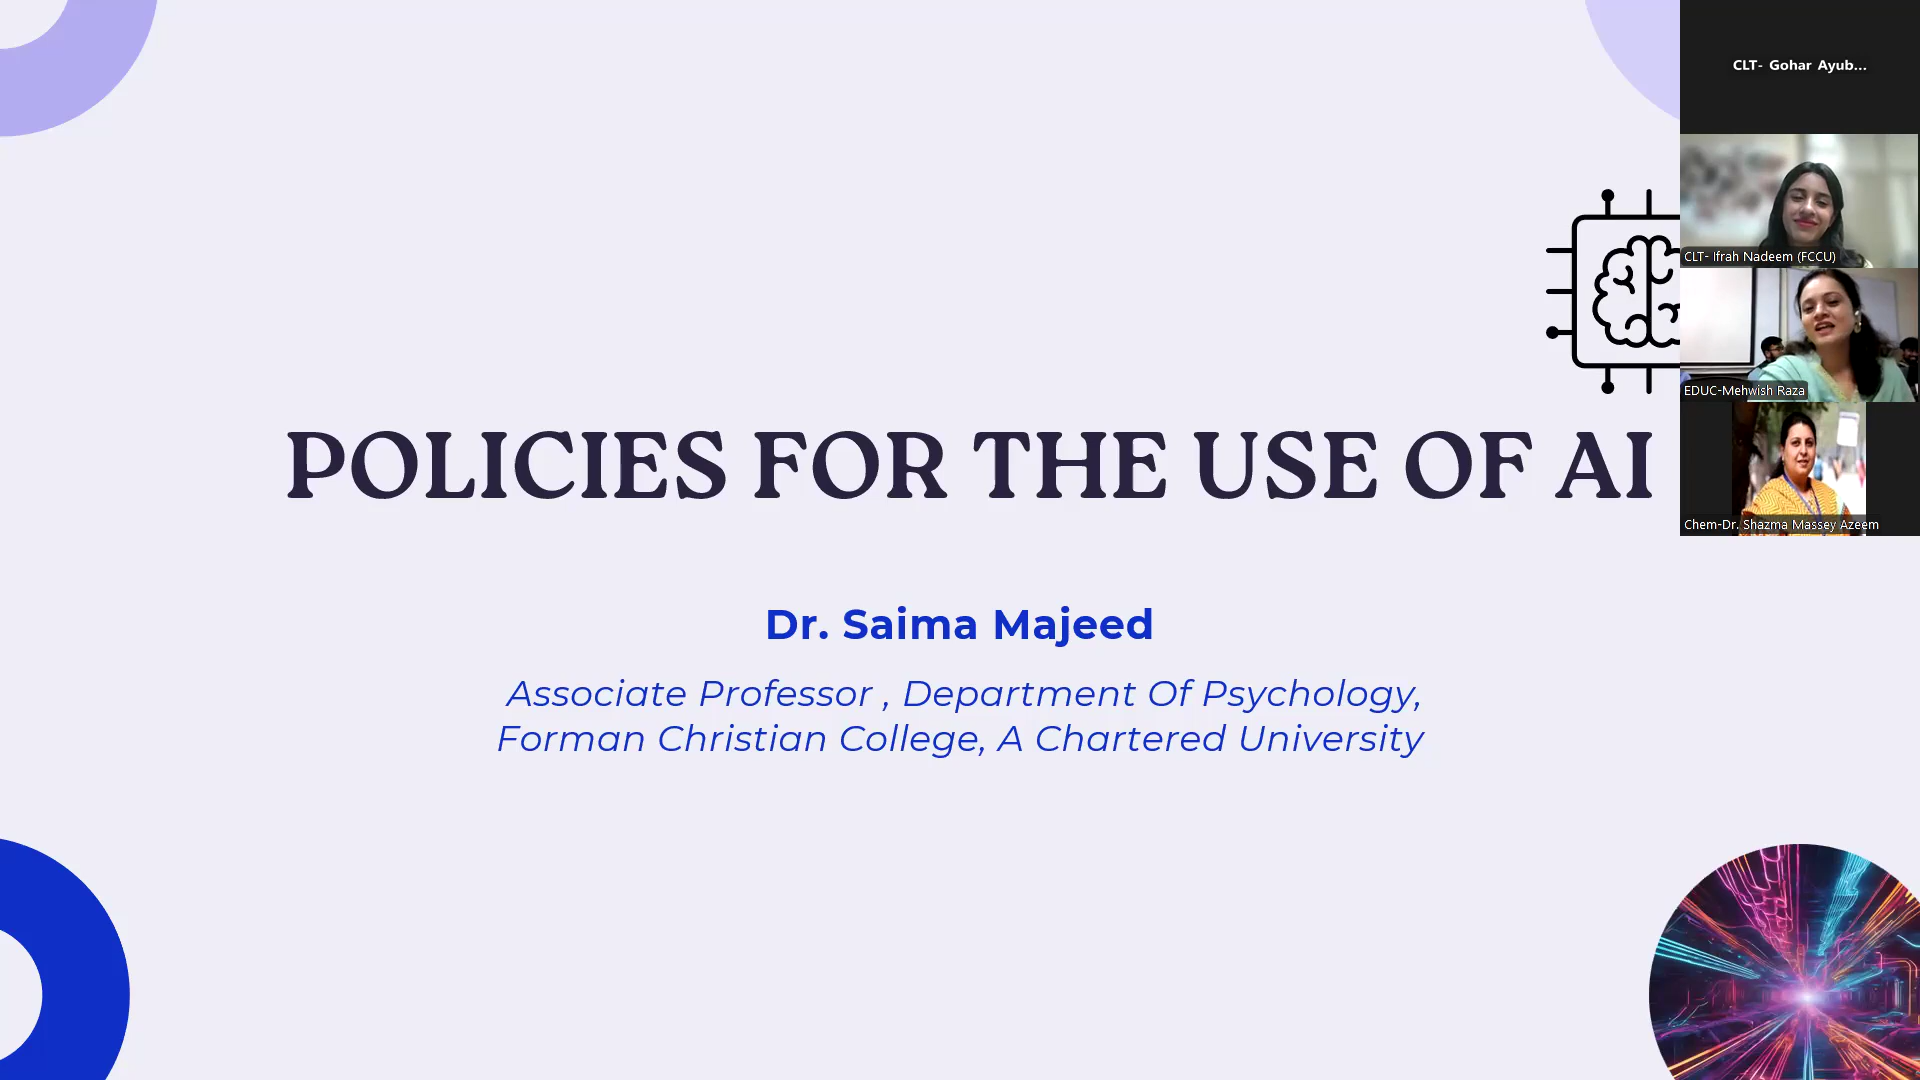 CLT- Gohar Ayub...
CLT- Ifrah Nadeem (FCCU)
EDUC-Mehwish Raza
Chem-Dr. Shazma Massey Azeem
POLICIES FOR THE USE OF AI
Dr. Saima Majeed
Associate Professor , Department Of Psychology,
Forman Christian College, A Chartered University